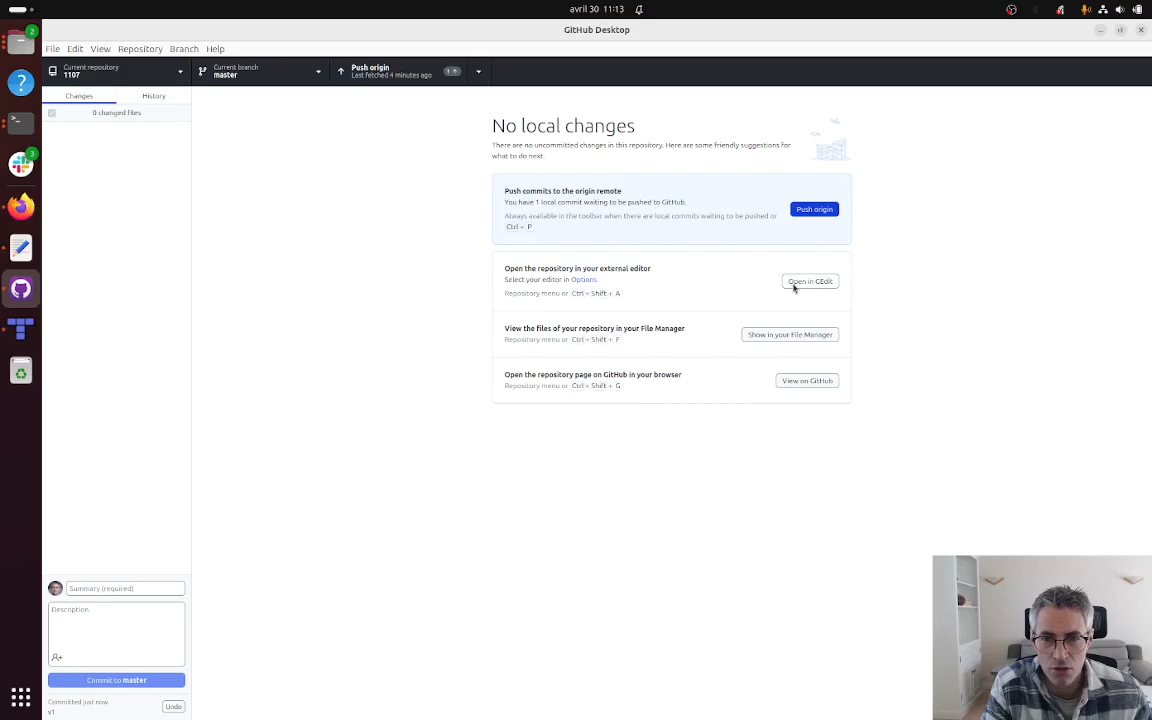 avril 30 11:13
GitHub Desktop
File Edit View Repository Branch Help
Current repository
1107
Current branch
master
Push origin
Last fetched 4 minutes ago
1
Changes
History
0 changed files
No local changes
There are no uncommitted changes in this repository. Here are some friendly suggestions for
what to do next.
Push commits to the origin remote
You have 1 local commit waiting to be pushed to GitHub.
Always available in the toolbar when there are local commits waiting to be pushed or
Ctrl + P
Push origin
Open the repository in your external editor
Select your editor in Options
Repository menu or Ctrl + Shift + A
Open in GEdit
View the files of your repository in your File Manager
Repository menu or Ctrl + Shift + F
Show in your File Manager
Open the repository page on GitHub in your browser
Repository menu or Ctrl + Shift + G
View on GitHub
2
?
>_
3
T
Summary (required)
Description
Commit to master
Committed just now
v1
Undo